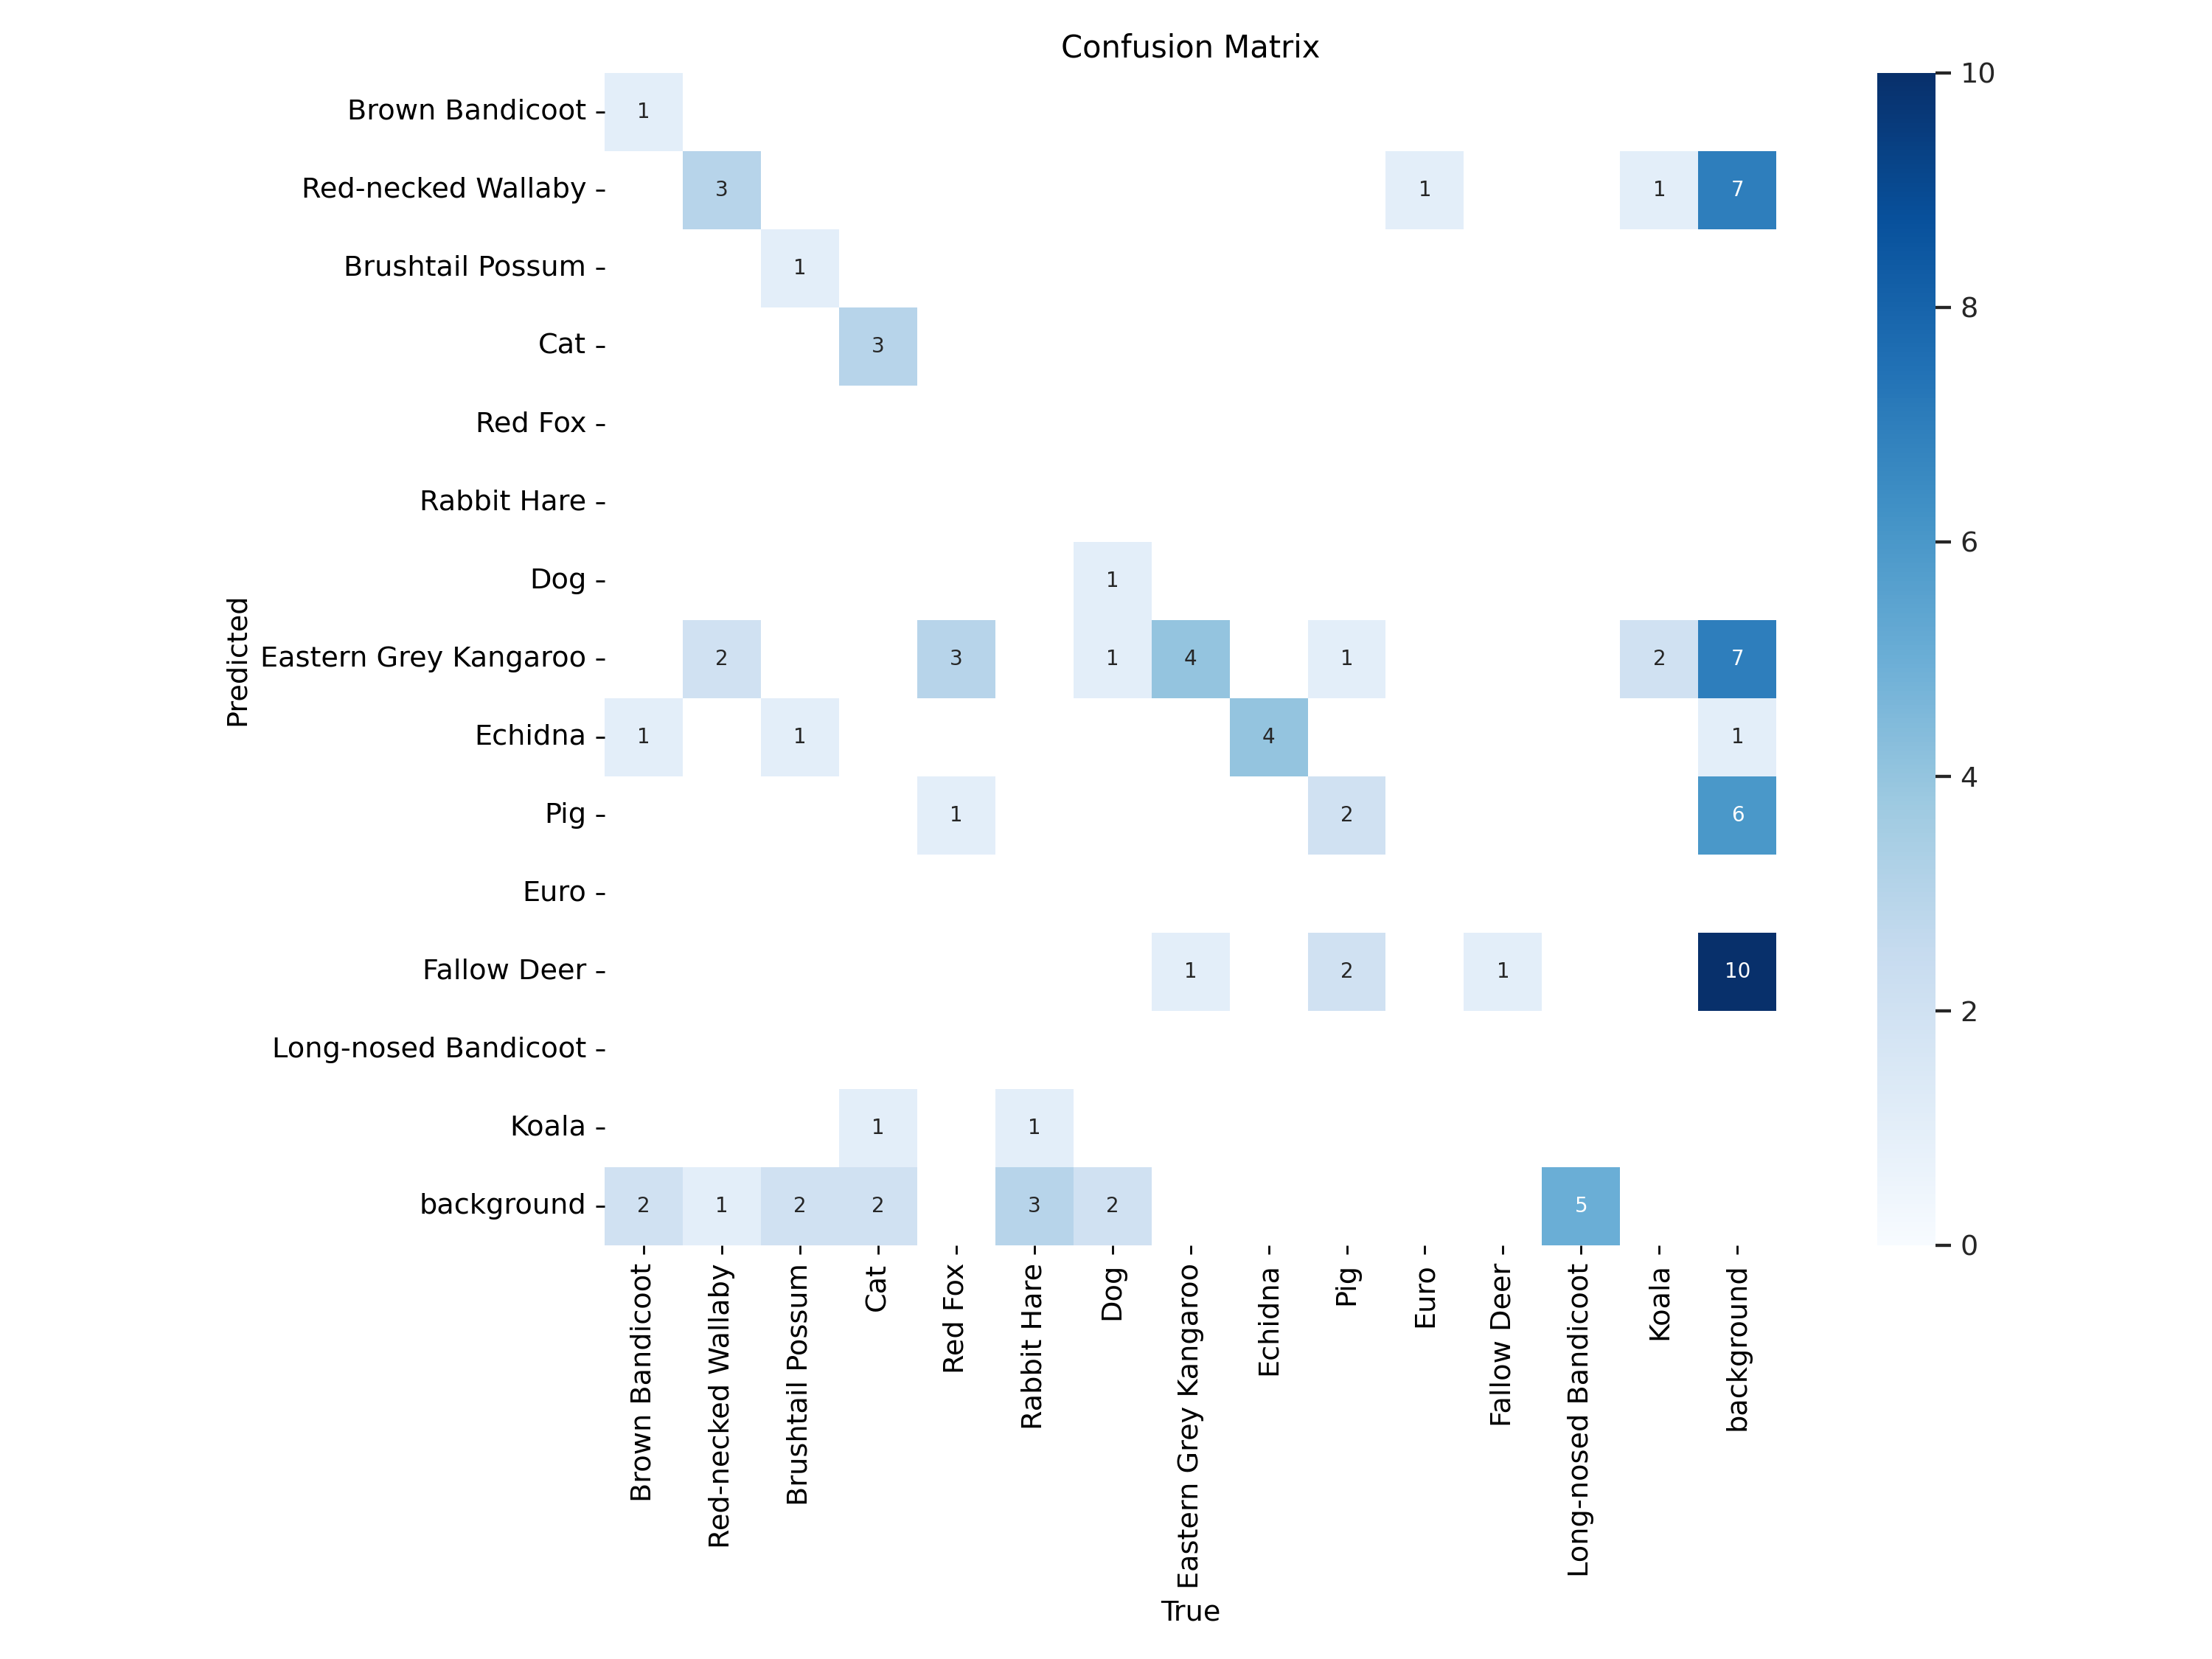 Confusion Matrix
Brown Bandicoot
1
Red-necked Wallaby
3 1 1 7
Brushtail Possum
1
Cat
3
Red Fox
Rabbit Hare
Dog
1
Eastern Grey Kangaroo
2 3 1 4 1 2 7
Echidna
1 1 4 1
Pig
1 2 6
Euro
Fallow Deer
1 2 1 10
Long-nosed Bandicoot
Koala
1 1
background
2 1 2 2 3 2 5
Predicted
Brown Bandicoot
Red-necked Wallaby
Brushtail Possum
Cat
Red Fox
Rabbit Hare
Dog
Eastern Grey Kangaroo
Echidna
Pig
Euro
Fallow Deer
Long-nosed Bandicoot
Koala
background
True
10
8
6
4
2
0